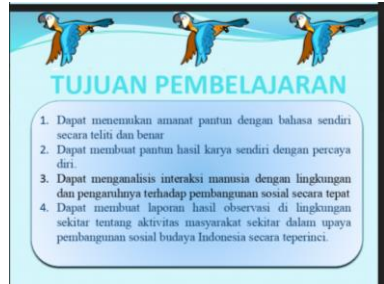 TUJUAN PEMBELAJARAN
1. Dapat menemukan amanat pantun dengan bahasa sendiri
secara teliti dan benar
2. Dapat membuat pantun hasil karya sendiri dengan percaya
diri.
3. Dapat menganalisis interaksi manusia dengan lingkungan
dan pengaruhnya terhadap pembangunan sosial secara tepat
4. Dapat membuat laporan hasil observasi di lingkungan
sekitar tentang aktivitas masyarakat sekitar dalam upaya
pembangunan sosial budaya Indonesia secara teperinci.